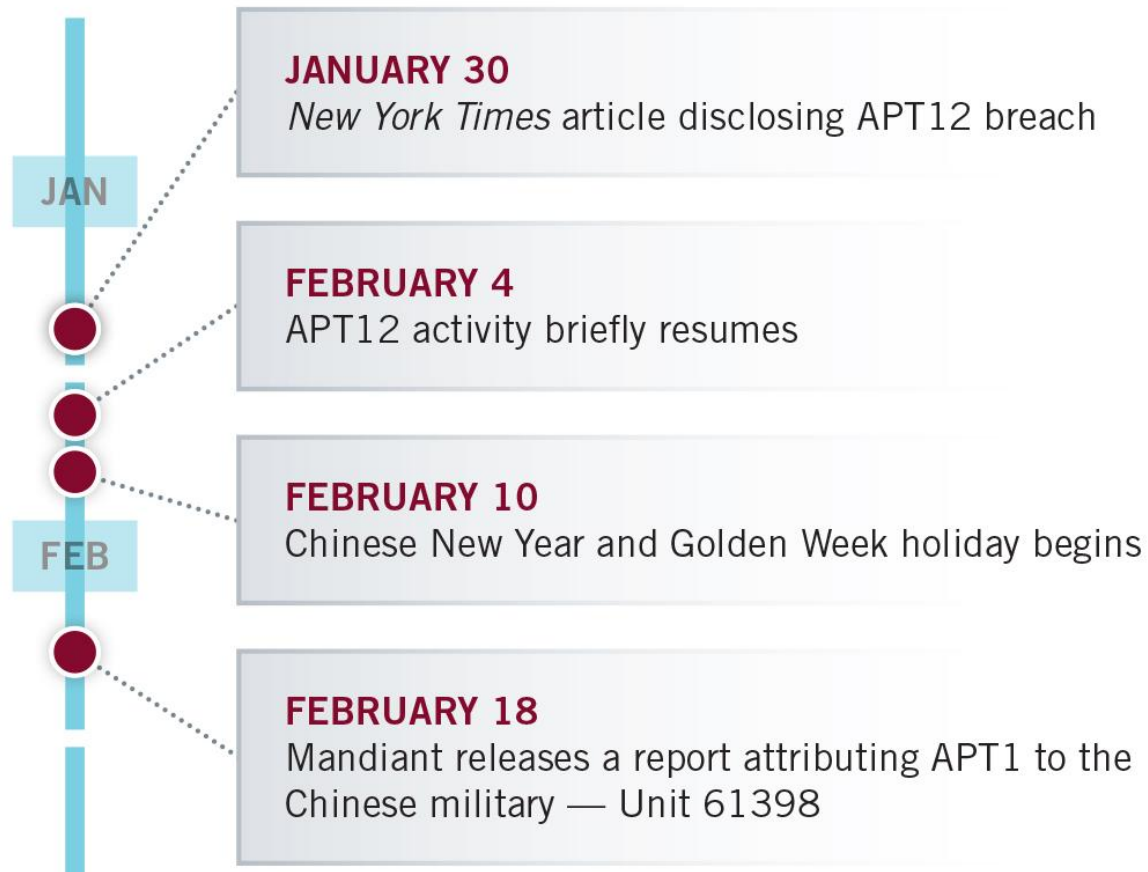 JANUARY 30
New York Times article disclosing APT12 breach
JAN
FEBRUARY 4
APT12 activity briefly resumes
FEBRUARY 10
Chinese New Year and Golden Week holiday begins
FEB
FEBRUARY 18
Mandiant releases a report attributing APT1 to the
Chinese military — Unit 61398